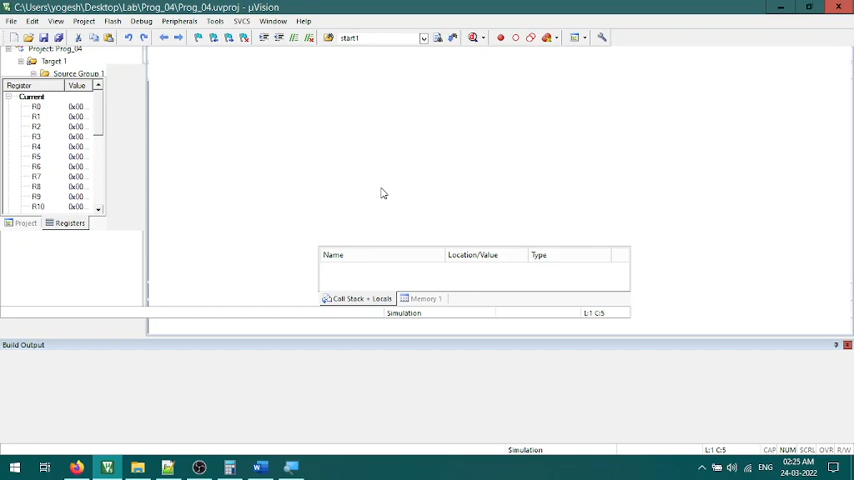 C:\Users\yogesh\Desktop\Lab\Prog_04\Prog_04.uvproj - µVision
File Edit View Project Flash Debug Peripherals Tools SVCS Window Help
start1
Project: Prog_04
Target 1
Source Group 1
Register Value
Current
R0 0x00...
R1 0x00...
R2 0x00...
R3 0x00...
R4 0x00...
R5 0x00...
R6 0x00...
R7 0x00...
R8 0x00...
R9 0x00...
R10 0x00...
Project Registers
Name Location/Value Type
Call Stack + Locals Memory 1
Simulation L:1 C:5
Build Output
Simulation L:1 C:5 CAP NUM SCRL OVR R/W
ENG
02:25 AM
24-03-2022